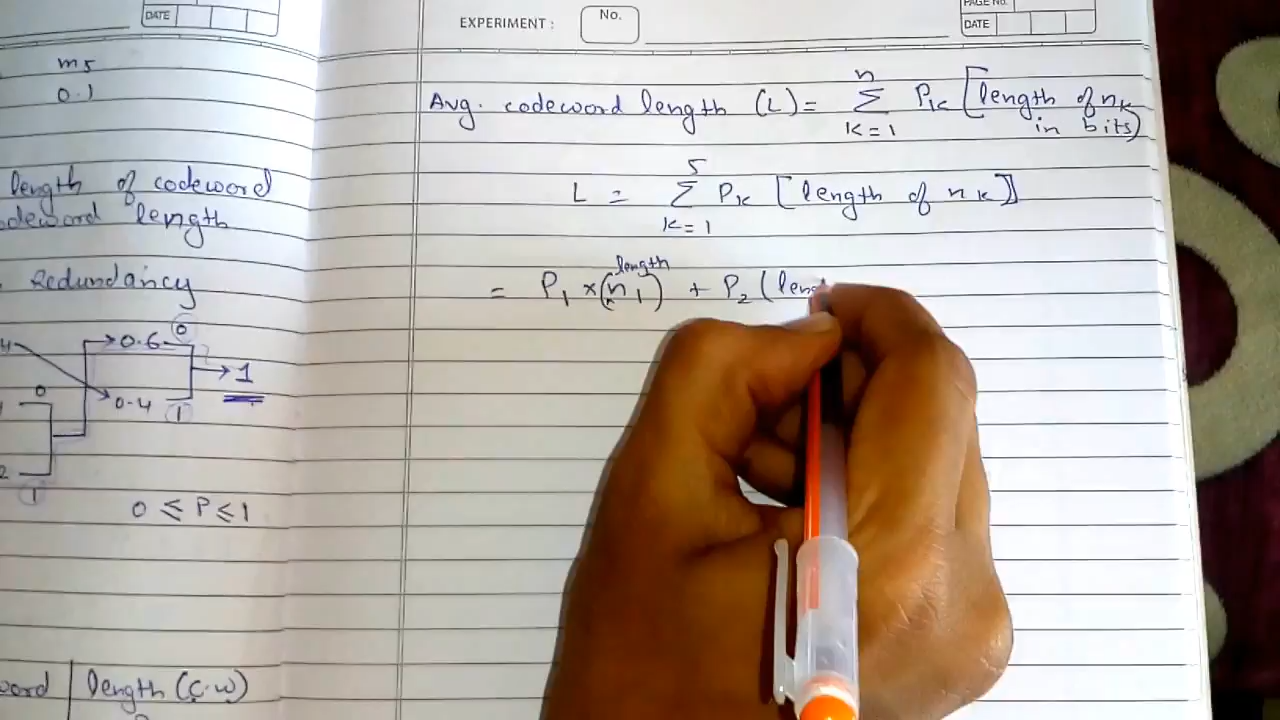 DATE
m5
0.1
length of codeword
codeword length
Redundancy
0
0.6
1
0
0.4
1
2
1
0 ≤ P ≤ 1
length (c.w)
EXPERIMENT :
No.
PAGE No.
DATE
Avg. codeword length (L) = n Σ k=1 Pk [length of nk
in bits)
L = 5 Σ k=1 Pk [length of nk]
length
= P1 × (n1) + P2 (leng